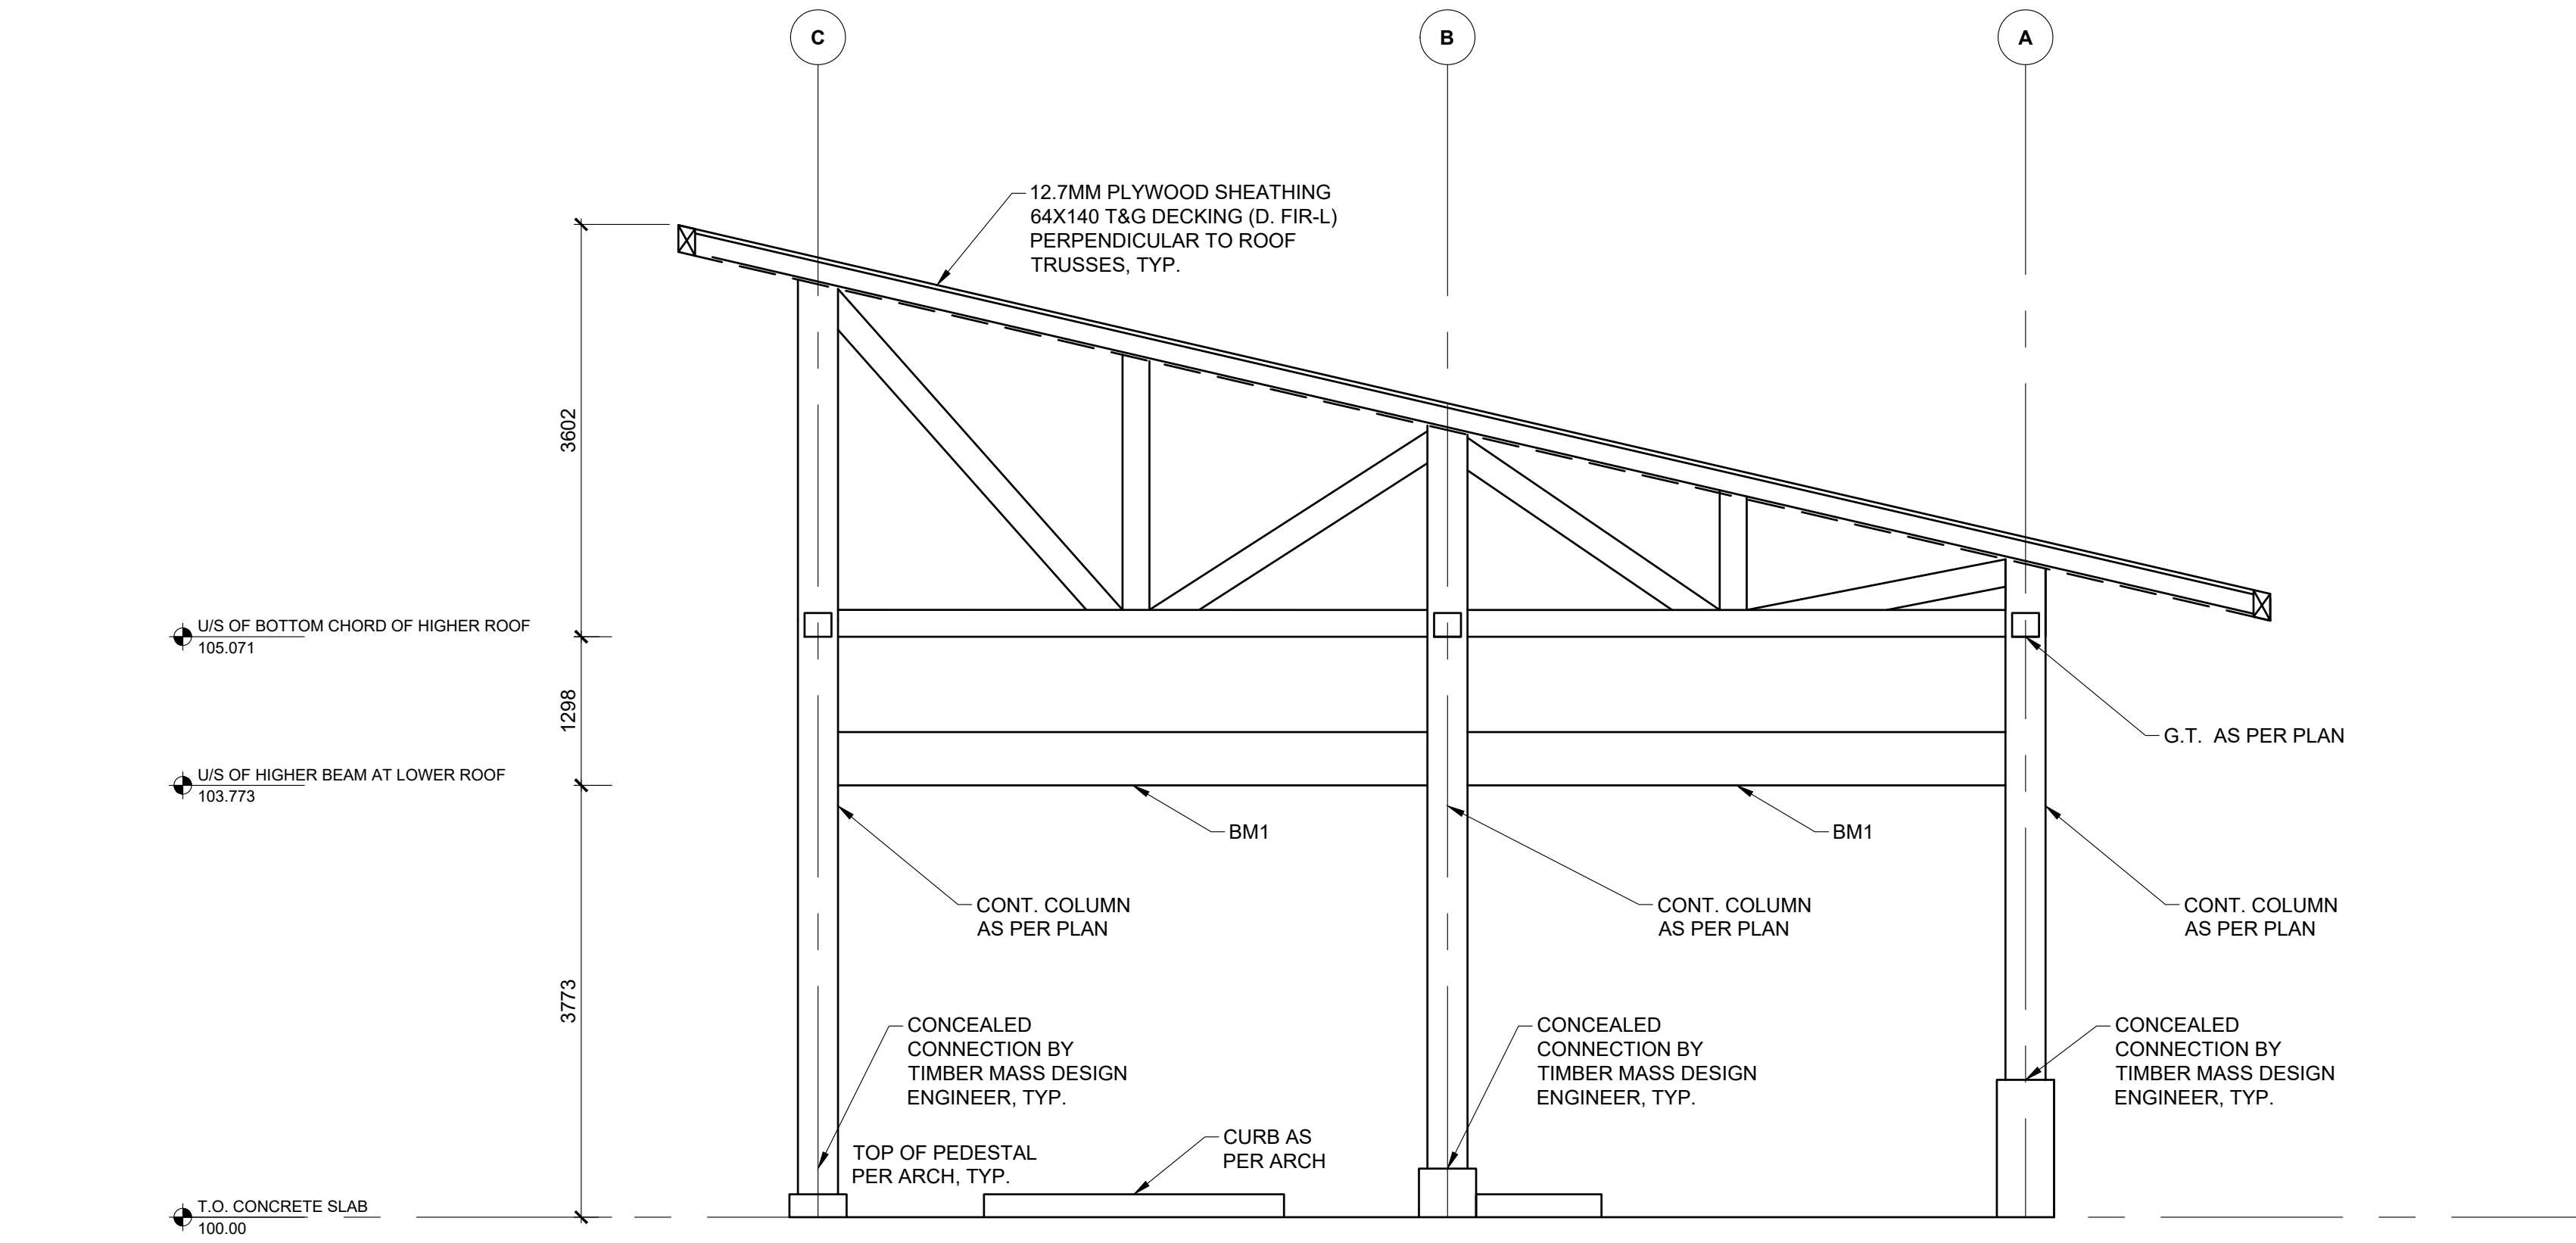 C
B
A
12.7MM PLYWOOD SHEATHING
64X140 T&G DECKING (D. FIR-L)
PERPENDICULAR TO ROOF
TRUSSES, TYP.
3602
U/S OF BOTTOM CHORD OF HIGHER ROOF
105.071
1298
G.T. AS PER PLAN
U/S OF HIGHER BEAM AT LOWER ROOF
103.773
BM1
BM1
CONT. COLUMN
AS PER PLAN
CONT. COLUMN
AS PER PLAN
CONT. COLUMN
AS PER PLAN
3773
CONCEALED
CONNECTION BY
TIMBER MASS DESIGN
ENGINEER, TYP.
CONCEALED
CONNECTION BY
TIMBER MASS DESIGN
ENGINEER, TYP.
CONCEALED
CONNECTION BY
TIMBER MASS DESIGN
ENGINEER, TYP.
TOP OF PEDESTAL
PER ARCH, TYP.
CURB AS
PER ARCH
T.O. CONCRETE SLAB
100.00